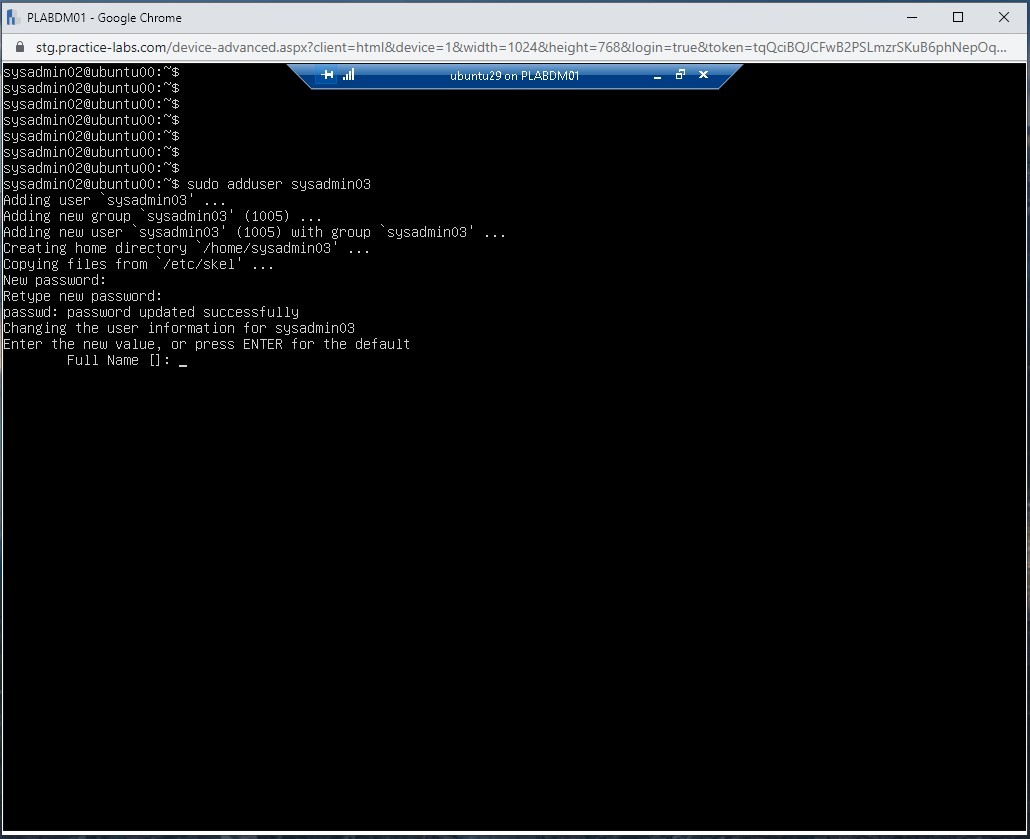 PLABDM01 - Google Chrome
stg.practice-labs.com/device-advanced.aspx?client=html&device=1&width=1024&height=768&login=true&token=tqQciBQJCFwB2PSLmzrSKuB6phNepOq...
ubuntu29 on PLABDM01
sysadmin02@ubuntu00:~$
sysadmin02@ubuntu00:~$
sysadmin02@ubuntu00:~$
sysadmin02@ubuntu00:~$
sysadmin02@ubuntu00:~$
sysadmin02@ubuntu00:~$
sysadmin02@ubuntu00:~$
sysadmin02@ubuntu00:~$ sudo adduser sysadmin03
Adding user `sysadmin03' ...
Adding new group `sysadmin03' (1005) ...
Adding new user `sysadmin03' (1005) with group `sysadmin03' ...
Creating home directory `/home/sysadmin03' ...
Copying files from `/etc/skel' ...
New password:
Retype new password:
passwd: password updated successfully
Changing the user information for sysadmin03
Enter the new value, or press ENTER for the default
Full Name []: _